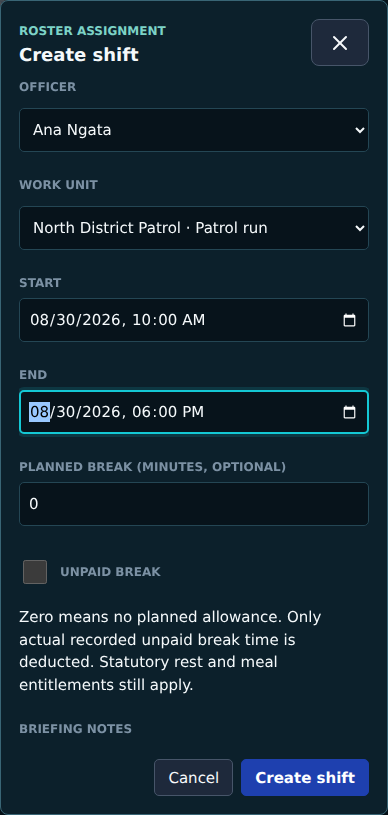 ROSTER ASSIGNMENT
Create shift
OFFICER
Ana Ngata
WORK UNIT
North District Patrol · Patrol run
START
08/30/2026, 10:00 AM
END
08/30/2026, 06:00 PM
PLANNED BREAK (MINUTES, OPTIONAL)
0
UNPAID BREAK
Zero means no planned allowance. Only
actual recorded unpaid break time is
deducted. Statutory rest and meal
entitlements still apply.
BRIEFING NOTES
Cancel
Create shift